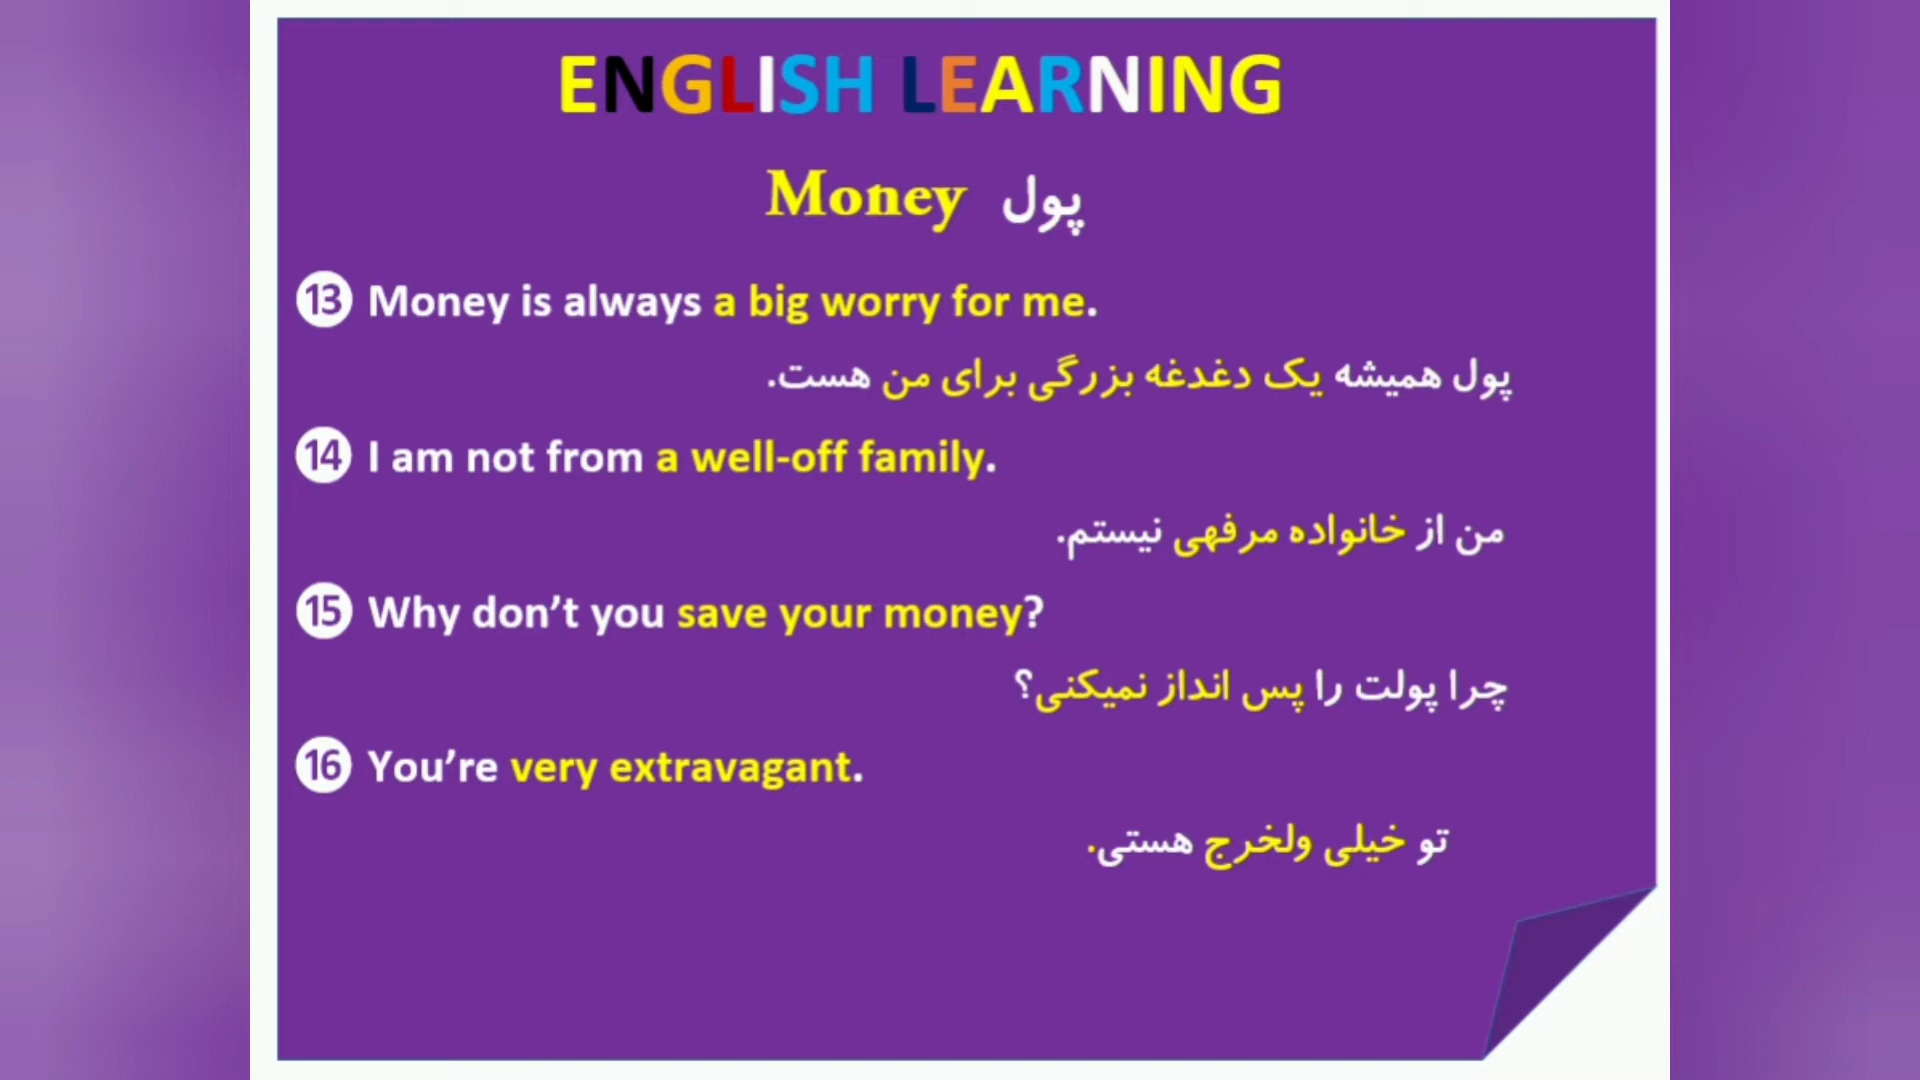 ENGLISH LEARNING
Money پول
13 Money is always a big worry for me.
پول همیشه یک دغدغه بزرگی برای من هست.
14 I am not from a well-off family.
من از خانواده مرفهی نیستم.
15 Why don’t you save your money?
چرا پولت را پس انداز نمیکنی؟
16 You’re very extravagant.
تو خیلی ولخرج هستی.